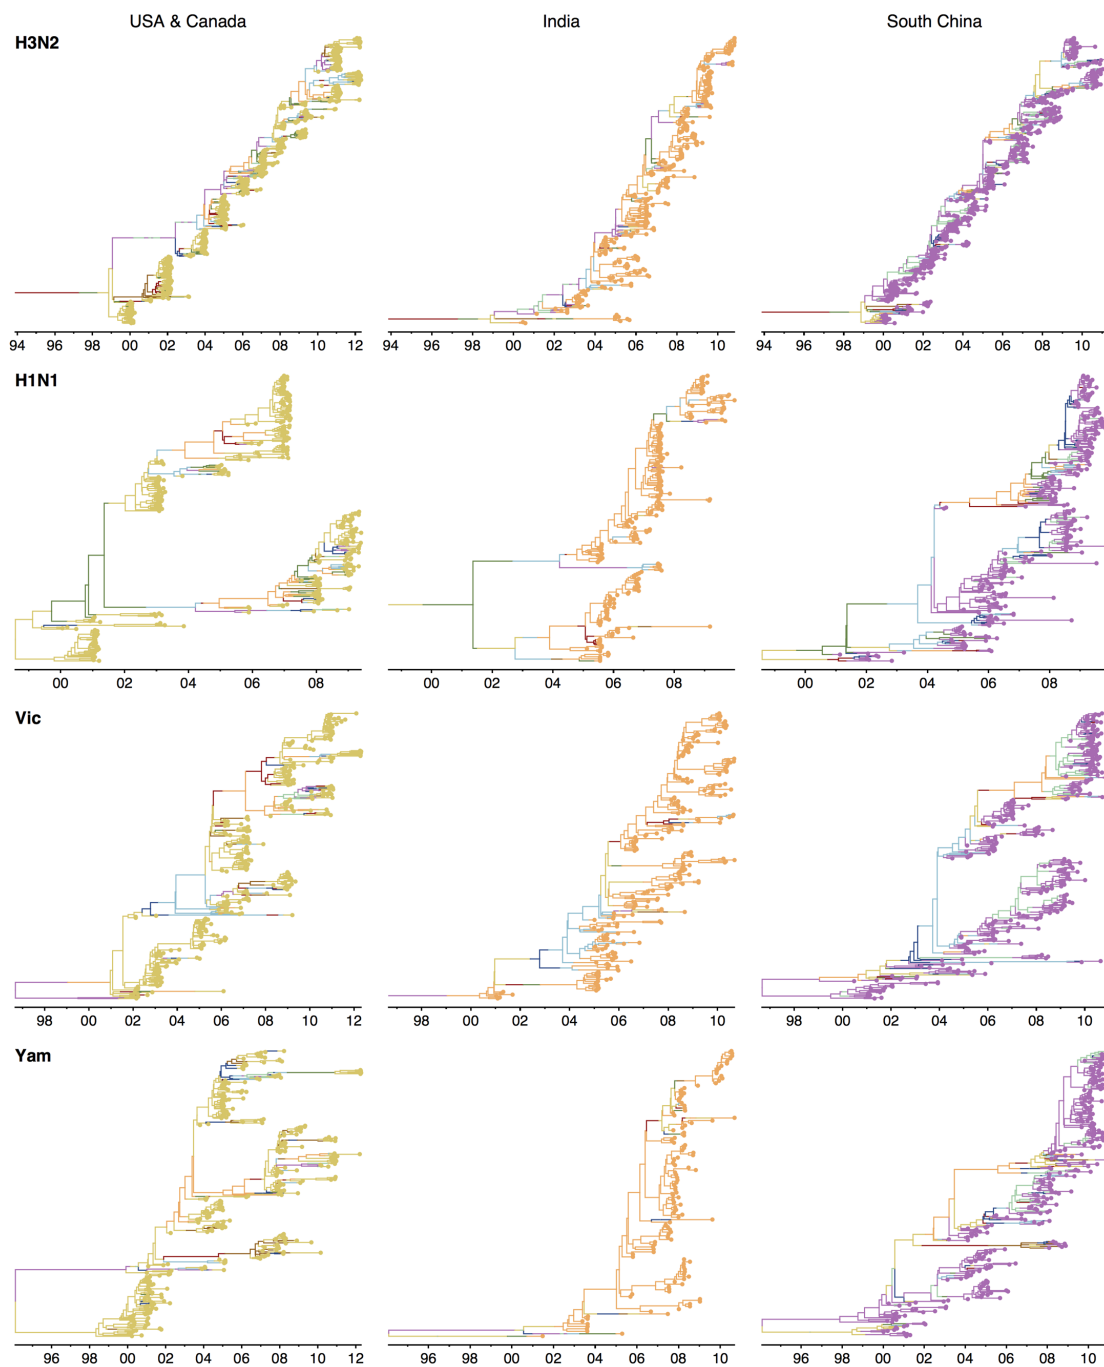 USA & Canada India South China
H3N2
94 96 98 00 02 04 06 08 10 12 94 96 98 00 02 04 06 08 10 94 96 98 00 02 04 06 08 10
H1N1
00 02 04 06 08 00 02 04 06 08 00 02 04 06 08
Vic
98 00 02 04 06 08 10 12 98 00 02 04 06 08 10 98 00 02 04 06 08 10
Yam
96 98 00 02 04 06 08 10 12 96 98 00 02 04 06 08 10 96 98 00 02 04 06 08 10